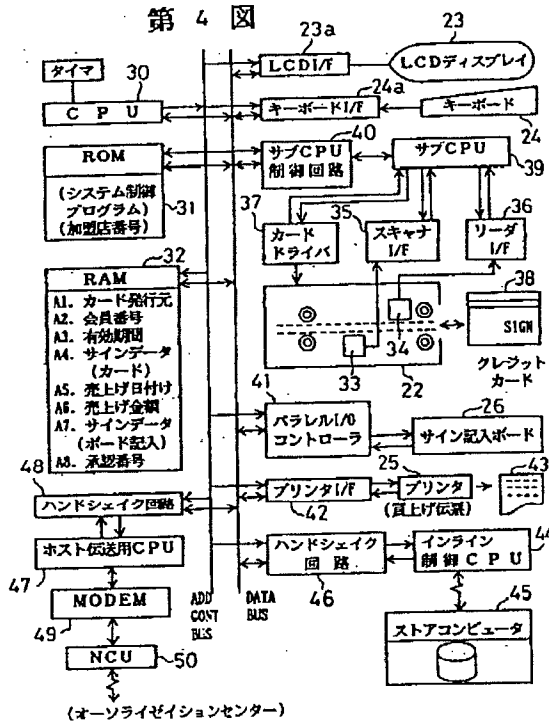 第 4 図
23a
23
タイマ
LCDI/F
LCDディスプレイ
30
24a
C P U
キーボードI/F
キーボード
40
24
ROM
サブCPU
制御回路
サブCPU
39
(システム制御
プログラム)
(加盟店番号)
31
37
35
36
カード
ドライバ
スキャナ
I/F
リーダ
I/F
32
38
RAM
A1. カード発行元
A2. 会員番号
A3. 有効期間
A4. サインデータ
(カード)
A5. 売上げ日付け
A6. 売上げ金額
A7. サインデータ
(ボード記入)
A8. 承認番号
SIGN
34
33
22
クレジット
カード
41
26
パラレルI/O
コントローラ
サイン記入ボード
48
25
43
ハンドシェイク回路
プリンタI/F
プリンタ
42
(売上げ伝票)
44
ホスト伝送用CPU
47
ハンドシェイク
回路
46
インライン
制御CPU
MODEM
49
ADD
CONT
BUS
DATA
BUS
45
ストアコンピュータ
NCU
50
(オーソライゼイションセンター)